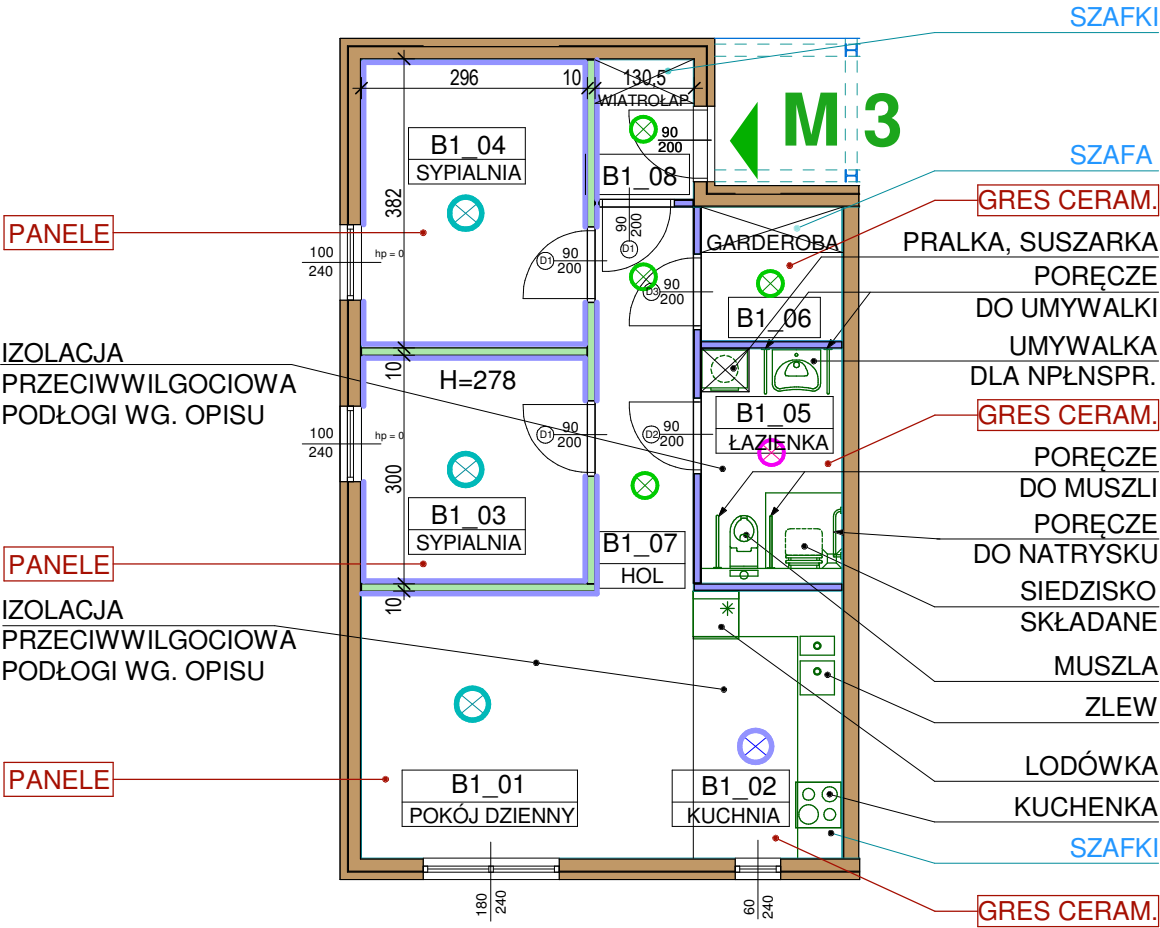 SZAFKI
296
10
130,5
WIATROŁAP
M 3
90
200
B1_04
SYPIALNIA
SZAFA
B1_08
GRES CERAM.
382
PANELE
90
200
D1
GARDEROBA
PRALKA, SUSZARKA
100
240
hp = 0
D1
90
200
D3
90
200
PORĘCZE
DO UMYWALKI
B1_06
IZOLACJA
PRZECIWWILGOCIOWA
PODŁOGI WG. OPISU
10
H=278
UMYWALKA
DLA NPŁNSPR.
B1_05
ŁAZIENKA
GRES CERAM.
100
240
hp = 0
D1
90
200
D2
90
200
300
PORĘCZE
DO MUSZLI
B1_03
SYPIALNIA
PORĘCZE
DO NATRYSKU
B1_07
HOL
PANELE
10
SIEDZISKO
SKŁADANE
IZOLACJA
PRZECIWWILGOCIOWA
PODŁOGI WG. OPISU
MUSZLA
ZLEW
LODÓWKA
PANELE
B1_01
POKÓJ DZIENNY
B1_02
KUCHNIA
KUCHENKA
SZAFKI
180
240
60
240
GRES CERAM.